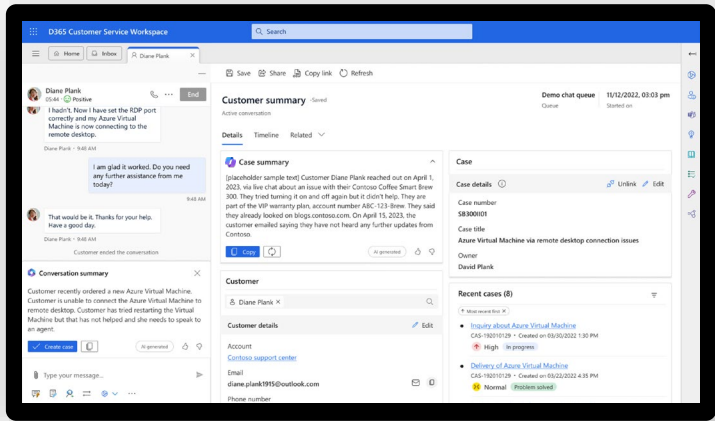 D365 Customer Service Workspace
Search
Home
Inbox
Diane Plank
Diane Plank
05:44 · Positive
End
I hadn't. Now I have set the RDP port
correctly and my Azure Virtual
Machine is now connecting to the
remote desktop.
Diane Plank - 9:48 AM
I am glad it worked. Do you need
any further assistance from me
today?
9:48 AM
That would be it. Thanks for your help.
Have a good day.
Diane Plank - 9:48 AM
Customer ended the conversation
Conversation summary
Customer recently ordered a new Azure Virtual Machine.
Customer is unable to connect the Azure Virtual Machine to
remote desktop. Customer has tried restarting the Virtual
Machine but that has not helped and she needs to speak to
an agent.
Create case
AI generated
Type your message...
Save
Share
Copy link
Refresh
Customer summary -Saved
Active conversation
Demo chat queue
Queue
11/12/2022, 03:03 pm
Started on
Details
Timeline
Related
Case summary
[placeholder sample text] Customer Diane Plank reached out on April 1,
2023, via live chat about an issue with their Contoso Coffee Smart Brew
300. They tried turning it on and off again but it didn't help. They are
part of the VIP warranty plan, account number ABC-123-Brew. They said
they already looked on blogs.contoso.com. On April 15, 2023, the
customer emailed saying they have not heard any further updates from
Contoso.
Copy
AI generated
Customer
Diane Plank
Customer details
Edit
Account
Contoso support center
Email
diane.plank1915@outlook.com
Phone number
Case
Case details
Unlink
Edit
Case number
SB300II01
Case title
Azure Virtual Machine via remote desktop connection issues
Owner
David Plank
Recent cases (8)
Most recent first
Inquiry about Azure Virtual Machine
CAS-192010129 • Created on 03/30/2022 1:30 PM
High
In progress
Delivery of Azure Virtual Machine
CAS-192010129 • Created on 03/22/2022 4:35 PM
Normal
Problem solved